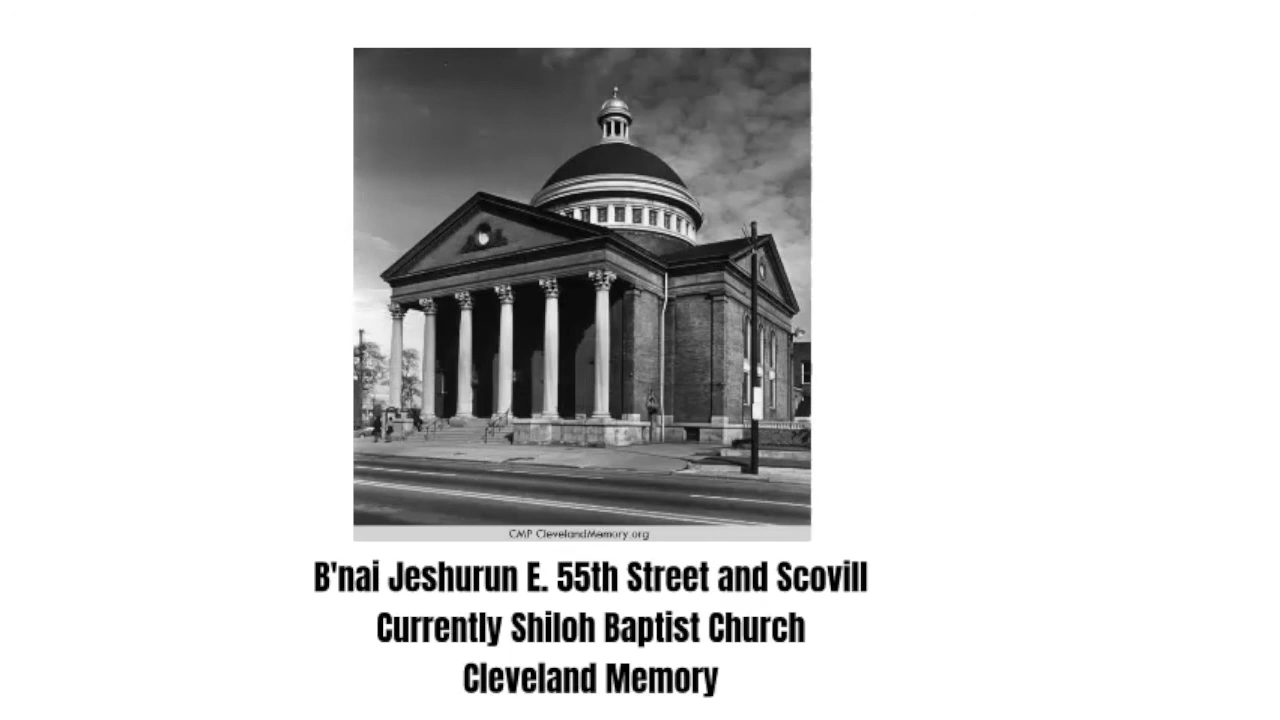 CMP ClevelandMemory.org
B'nai Jeshurun E. 55th Street and Scovill
Currently Shiloh Baptist Church
Cleveland Memory